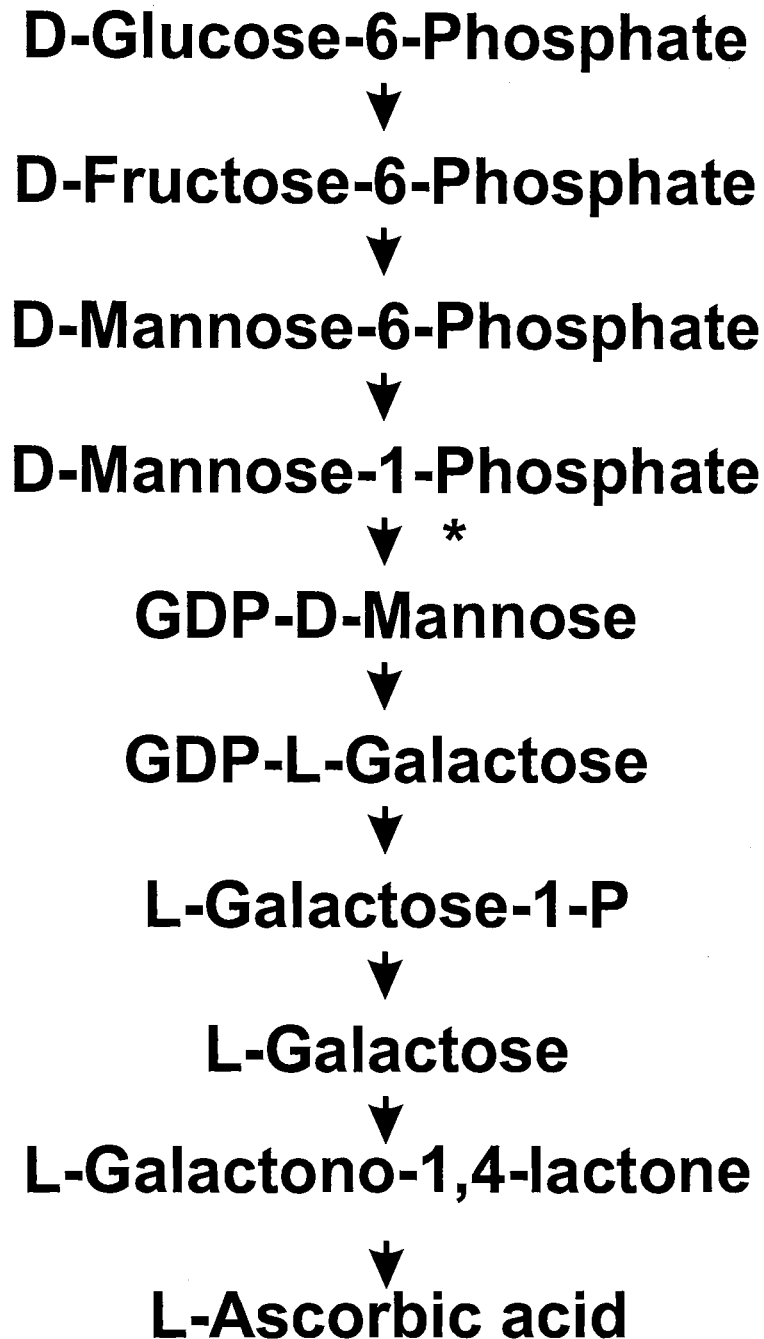 D-Glucose-6-Phosphate
D-Fructose-6-Phosphate
D-Mannose-6-Phosphate
D-Mannose-1-Phosphate
*
GDP-D-Mannose
GDP-L-Galactose
L-Galactose-1-P
L-Galactose
L-Galactono-1,4-lactone
L-Ascorbic acid